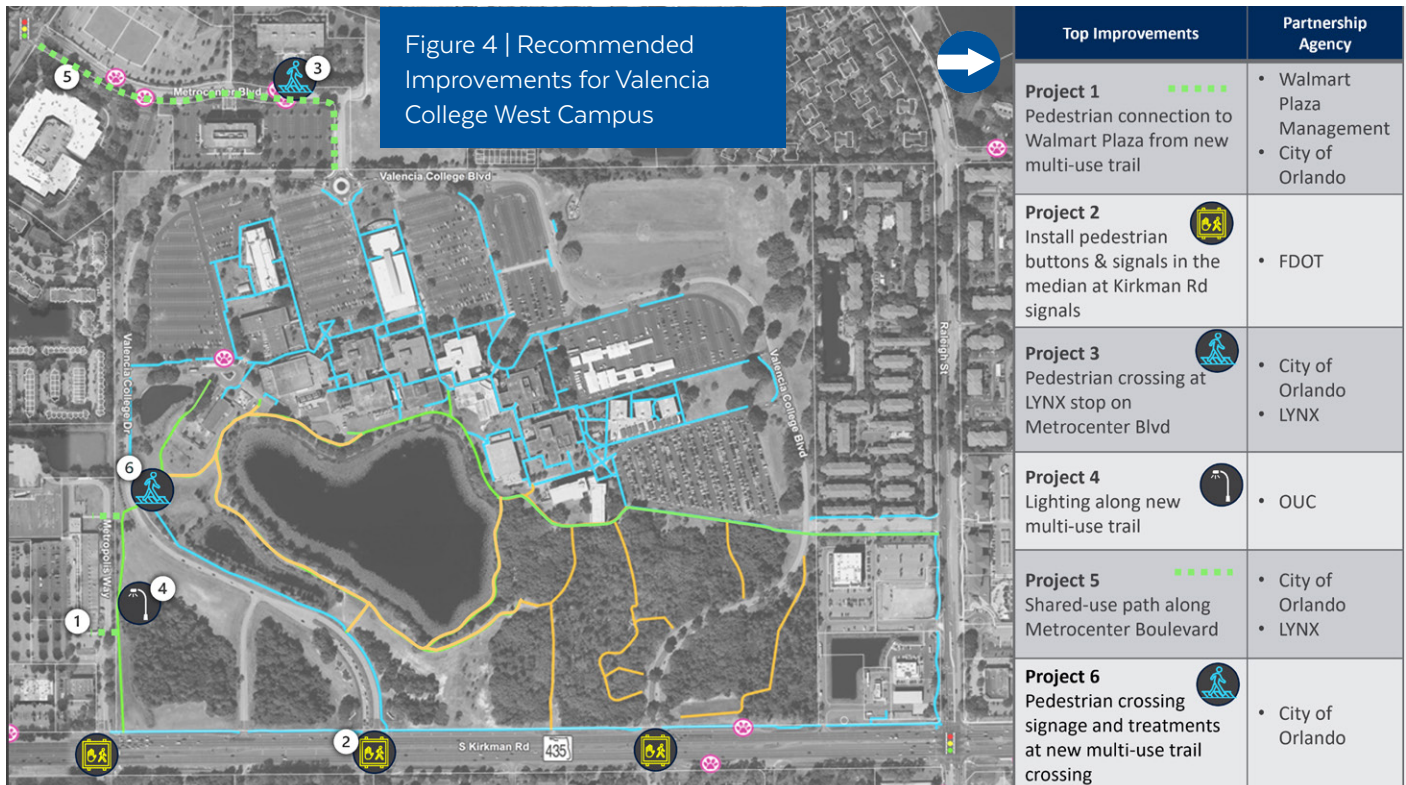 Figure 4 | Recommended
Improvements for Valencia
College West Campus
5
3
Metrocenter Blvd
Valencia College Blvd
Valencia College Dr
Valencia College Blvd
Raleigh St
6
Metropolis Way
4
1
2
S Kirkman Rd
435
Top Improvements
Partnership
Agency
Project 1
Pedestrian connection to
Walmart Plaza from new
multi-use trail
• Walmart
Plaza
Management
• City of
Orlando
Project 2
Install pedestrian
buttons & signals in the
median at Kirkman Rd
signals
• FDOT
Project 3
Pedestrian crossing at
LYNX stop on
Metrocenter Blvd
• City of
Orlando
• LYNX
Project 4
Lighting along new
multi-use trail
• OUC
Project 5
Shared-use path along
Metrocenter Boulevard
• City of
Orlando
• LYNX
Project 6
Pedestrian crossing
signage and treatments
at new multi-use trail
crossing
• City of
Orlando